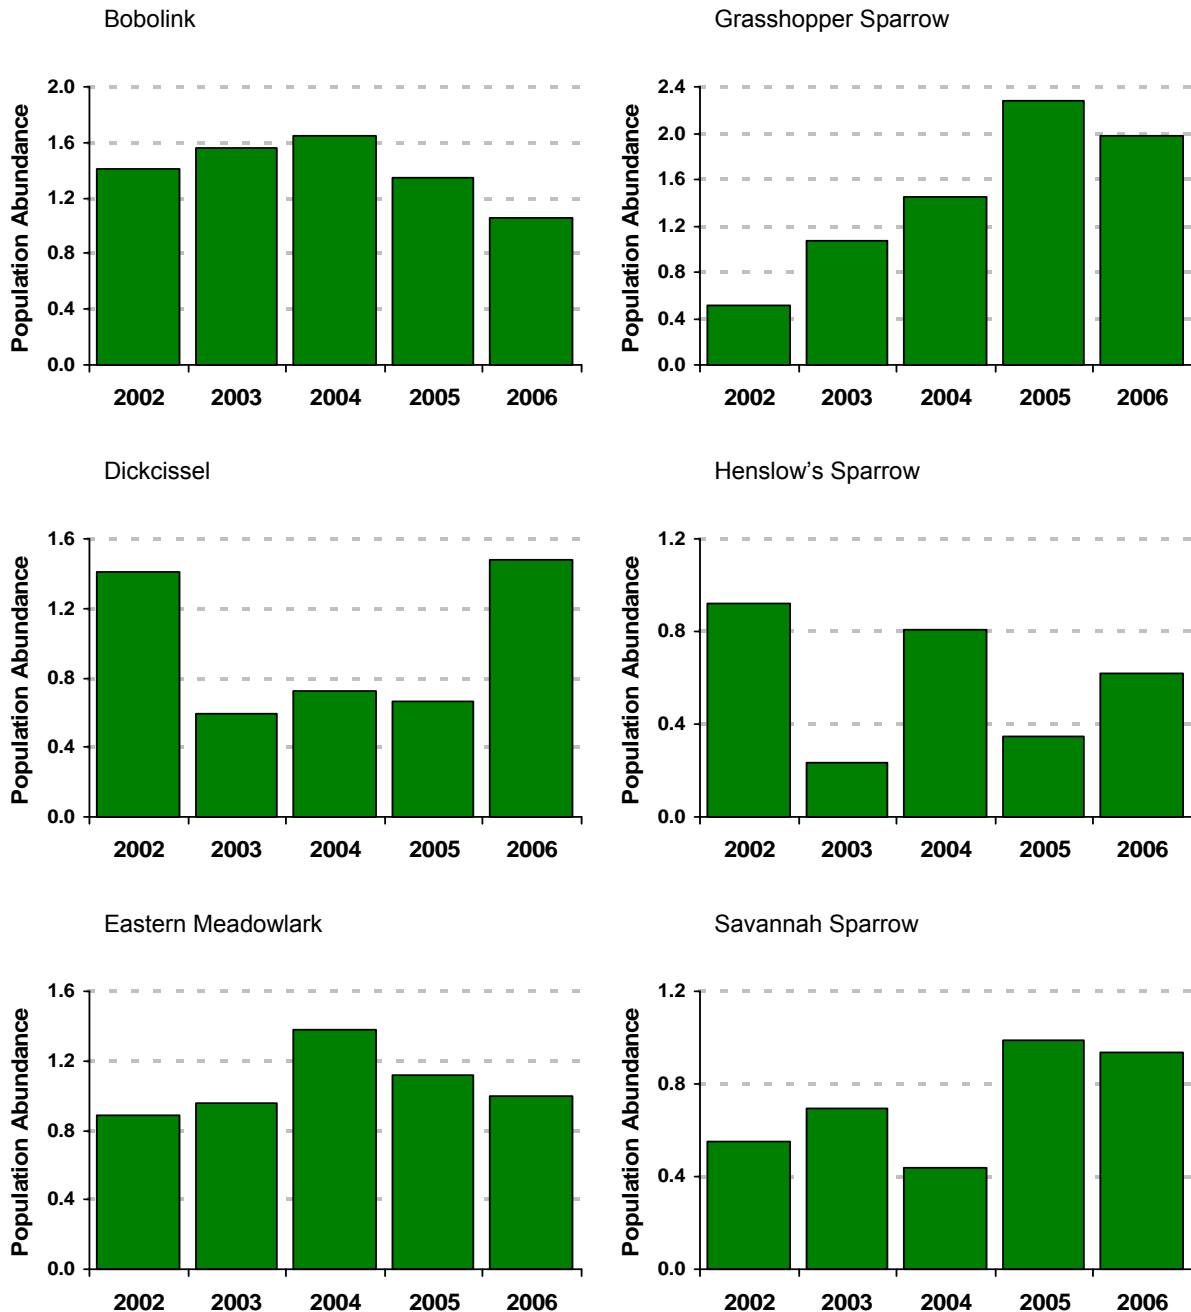 Bobolink
Population Abundance
2.0
1.6
1.2
0.8
0.4
0.0
2002 2003 2004 2005 2006
Grasshopper Sparrow
Population Abundance
2.4
2.0
1.6
1.2
0.8
0.4
0.0
2002 2003 2004 2005 2006
Dickcissel
Population Abundance
1.6
1.2
0.8
0.4
0.0
2002 2003 2004 2005 2006
Henslow’s Sparrow
Population Abundance
1.2
0.8
0.4
0.0
2002 2003 2004 2005 2006
Eastern Meadowlark
Population Abundance
1.6
1.2
0.8
0.4
0.0
2002 2003 2004 2005 2006
Savannah Sparrow
Population Abundance
1.2
0.8
0.4
0.0
2002 2003 2004 2005 2006